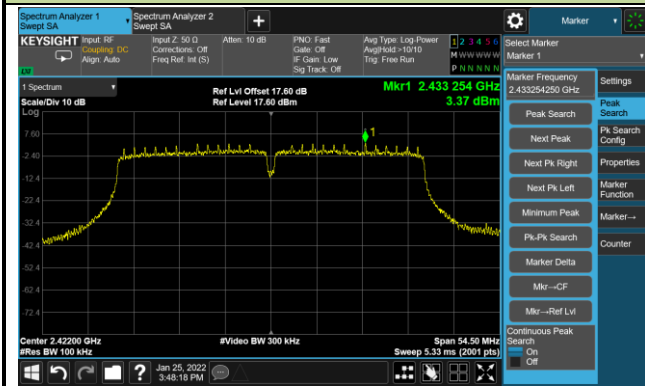 Spectrum Analyzer 1
Swept SA
Spectrum Analyzer 2
Swept SA
+
Marker
KEYSIGHT
Input: RF
Coupling: DC
Align: Auto
Input Z: 50 Ω
Corrections: Off
Freq Ref: Int (S)
Atten: 10 dB
PNO: Fast
Gate: Off
IF Gain: Low
Sig Track: Off
Avg Type: Log-Power
Avg|Hold:>10/10
Trig: Free Run
1 2 3 4 5 6
M W W W W W
P N N N N N
LXI
Select Marker
Marker 1
1 Spectrum
Scale/Div 10 dB
Log
Ref Lvl Offset 17.60 dB
Ref Level 17.60 dBm
Mkr1 2.433 254 GHz
3.37 dBm
7.60
-2.40
-12.4
-22.4
-32.4
-42.4
-52.4
-62.4
-72.4
1
Center 2.42200 GHz
#Res BW 100 kHz
#Video BW 300 kHz
Span 54.50 MHz
Sweep 5.33 ms (2001 pts)
Marker Frequency
2.433254250 GHz
Peak Search
Next Peak
Next Pk Right
Next Pk Left
Minimum Peak
Pk-Pk Search
Marker Delta
Mkr→CF
Mkr→Ref Lvl
Continuous Peak
Search
On
Off
Settings
Peak
Search
Pk Search
Config
Properties
Marker
Function
Marker→
Counter
?
Jan 25, 2022
3:48:18 PM